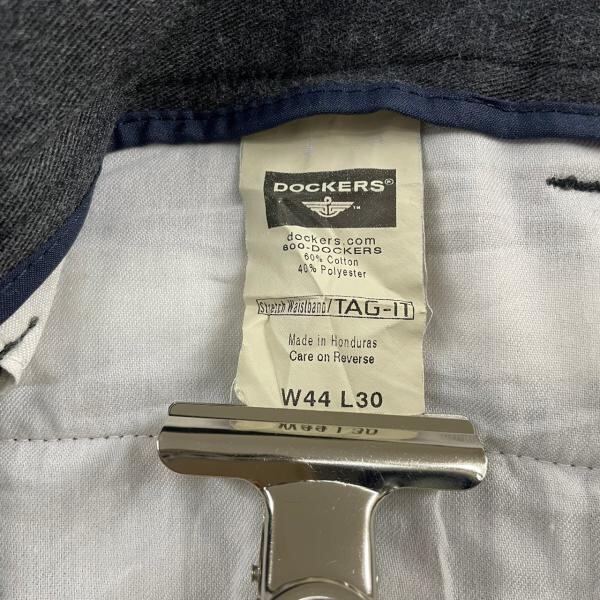 DOCKERS®
™
dockers.com
800-DOCKERS
60% Cotton
40% Polyester
Stretch Waistband / TAG-IT
Made in Honduras
Care on Reverse
W44 L30